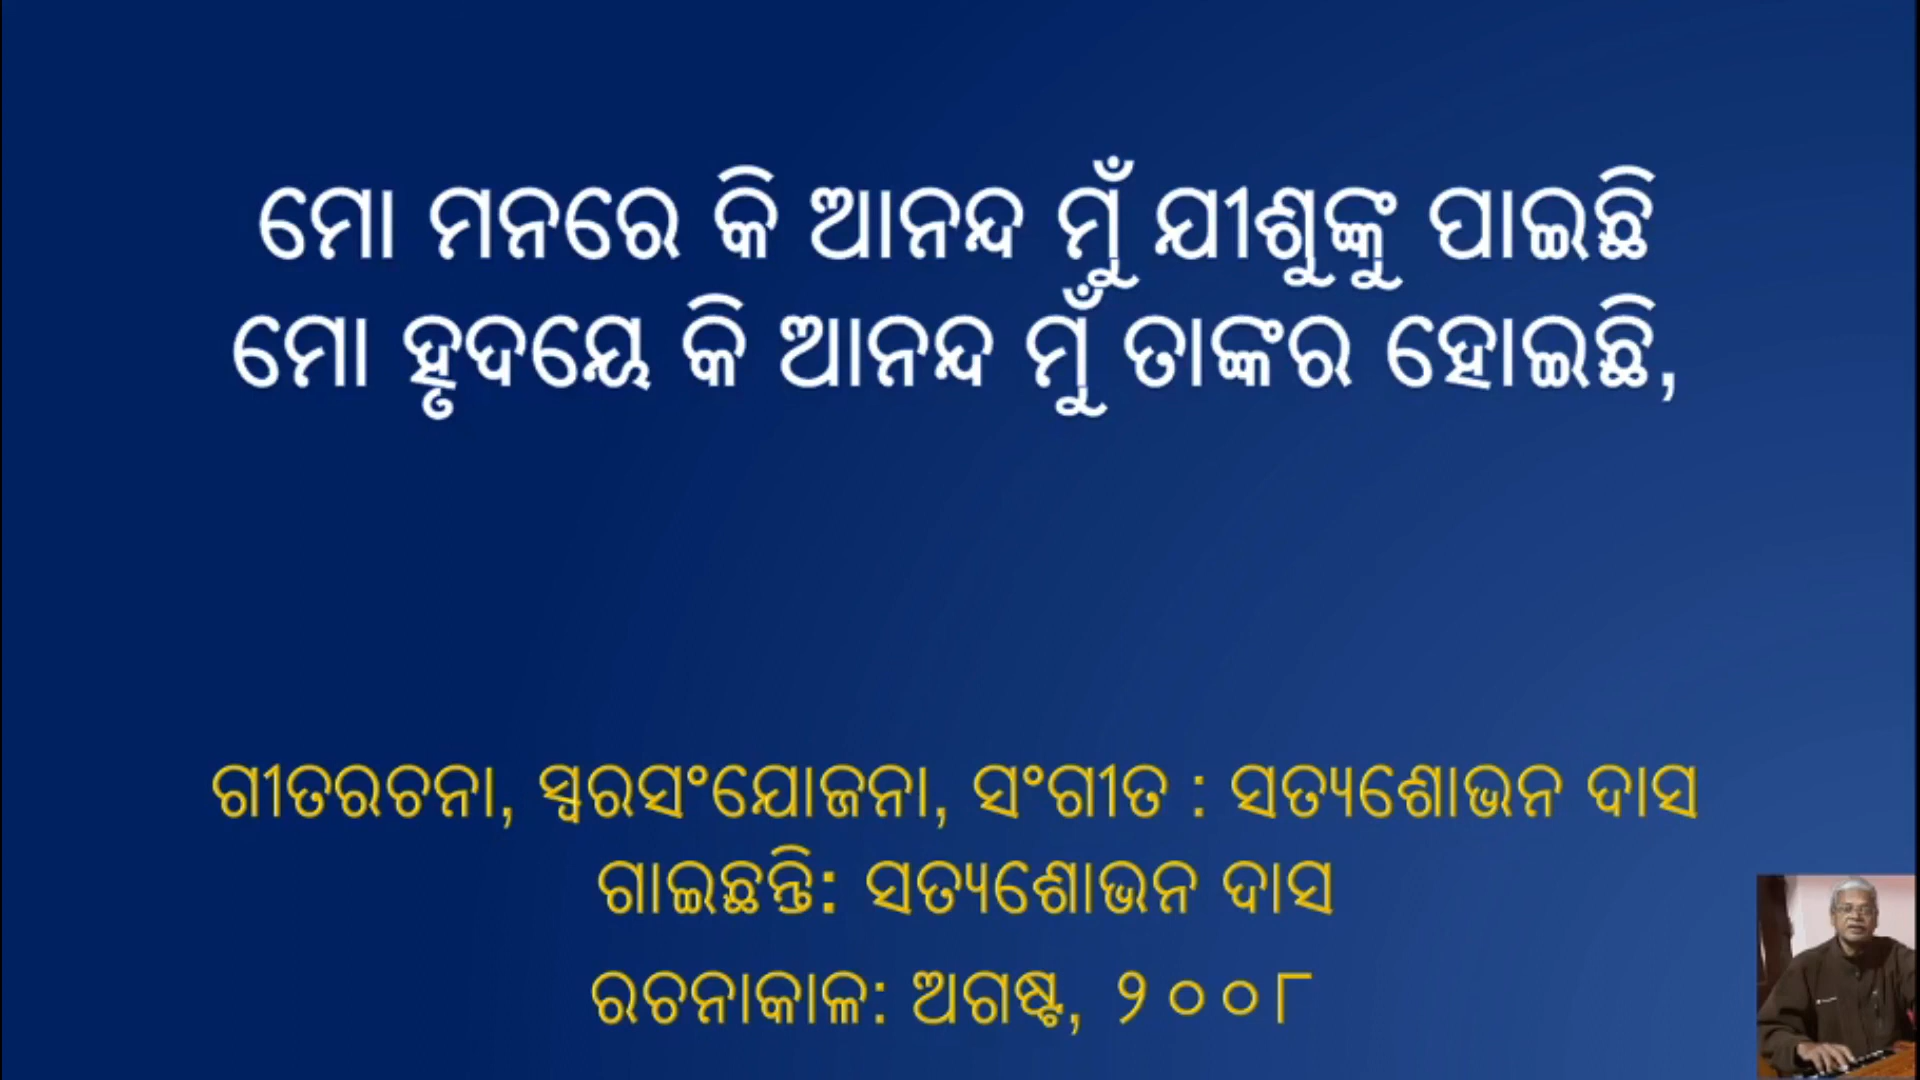 ମୋ ମନରେ କି ଆନନ୍ଦ ମୁଁ ଯୀଶୁଙ୍କୁ ପାଇଛି
ମୋ ହୃଦୟେ କି ଆନନ୍ଦ ମୁଁ ତାଙ୍କର ହୋଇଛି,
ଗୀତରଚନା, ସ୍ୱରସଂଯୋଜନା, ସଂଗୀତ : ସତ୍ୟଶୋଭନ ଦାସ
ଗାଇଛନ୍ତି: ସତ୍ୟଶୋଭନ ଦାସ
ରଚନାକାଳ: ଅଗଷ୍ଟ, ୨୦୦୮